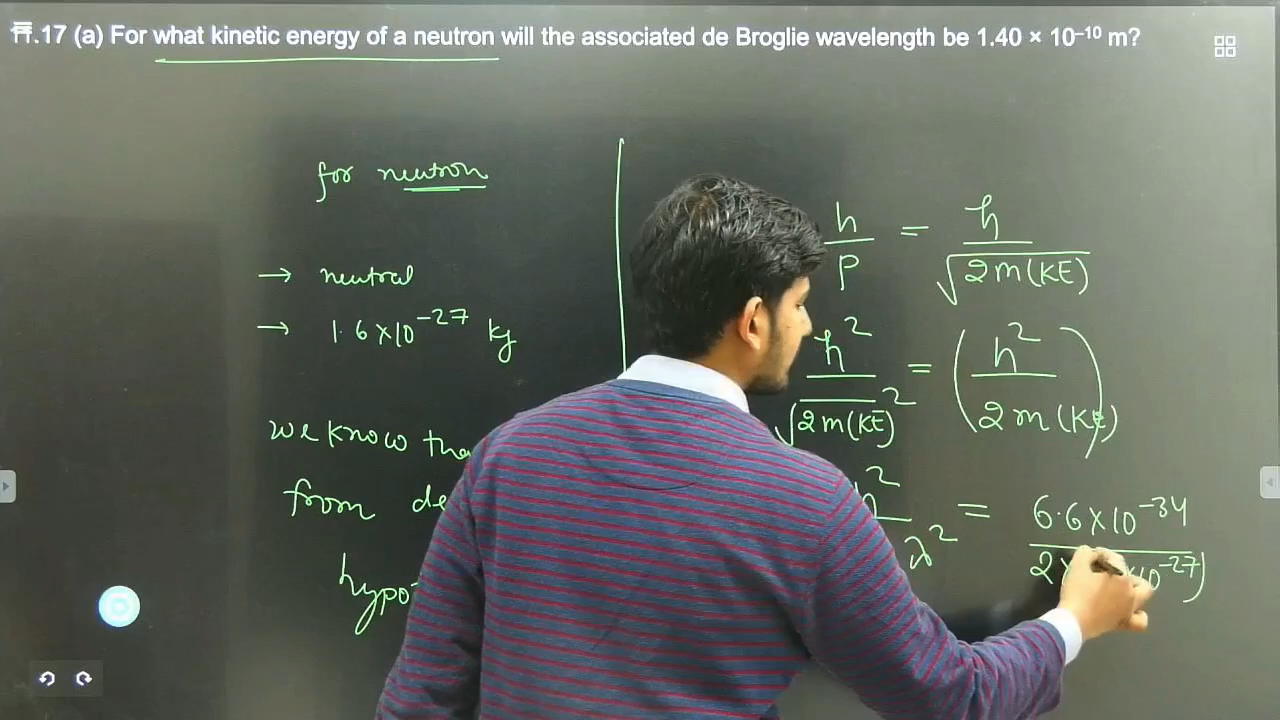 11.17 (a) For what kinetic energy of a neutron will the associated de Broglie wavelength be 1.40 × 10⁻¹⁰ m?
for neutron
→ neutral
→ 1.6×10⁻²⁷ kg
we know
from de
hypo
h/p = h/√2m(KE)
h²/√2m(KE)² = (h²/2m(KE))
λ² = 6.6×10⁻³⁴
2× ×10⁻²⁷)